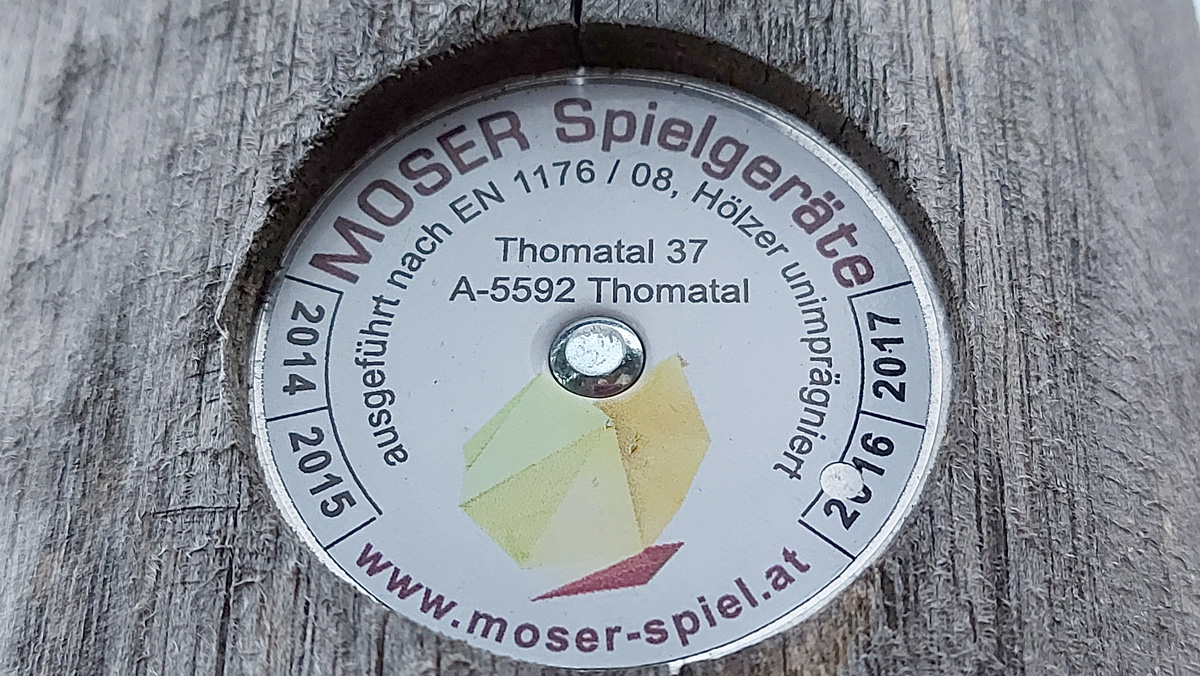 MOSER Spielgeräte
ausgeführt nach EN 1176 / 08, Hölzer unimprägniert
Thomatal 37
A-5592 Thomatal
2014
2015
2016
2017
www.moser-spiel.at